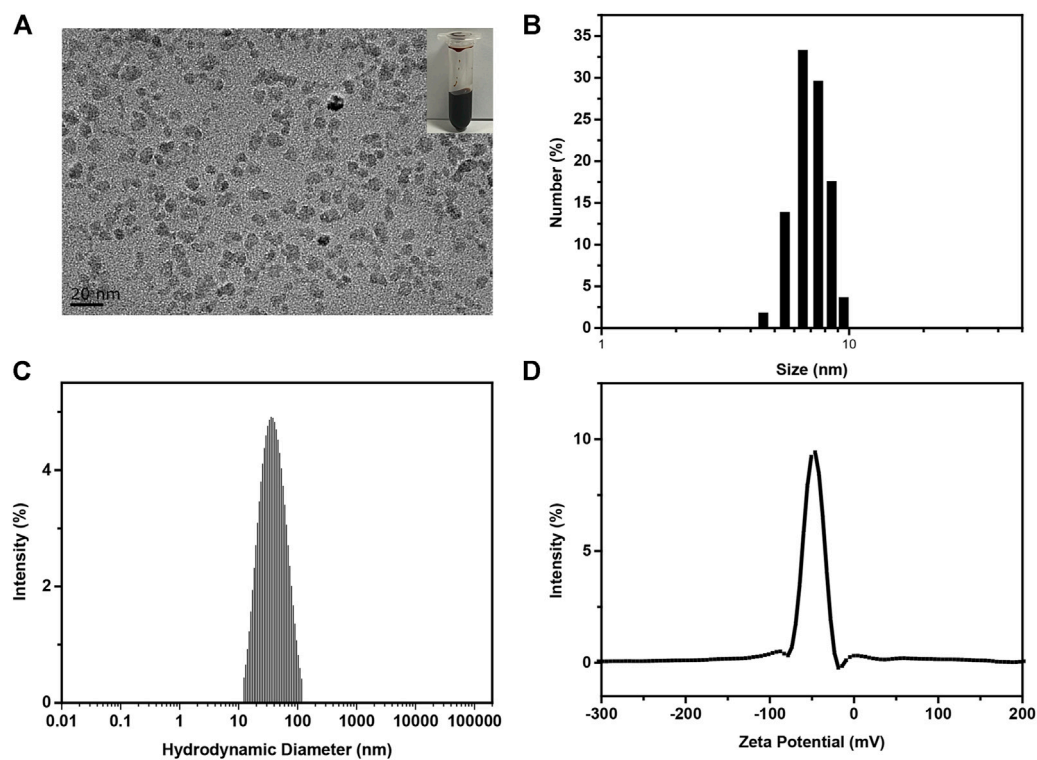 A
20 nm
B
35
30
25
20
15
10
5
0
Number (%)
1
10
Size (nm)
C
4
2
0
Intensity (%)
0.01 0.1 1 10 100 1000 10000 100000
Hydrodynamic Diameter (nm)
D
10
5
0
Intensity (%)
-300 -200 -100 0 100 200
Zeta Potential (mV)